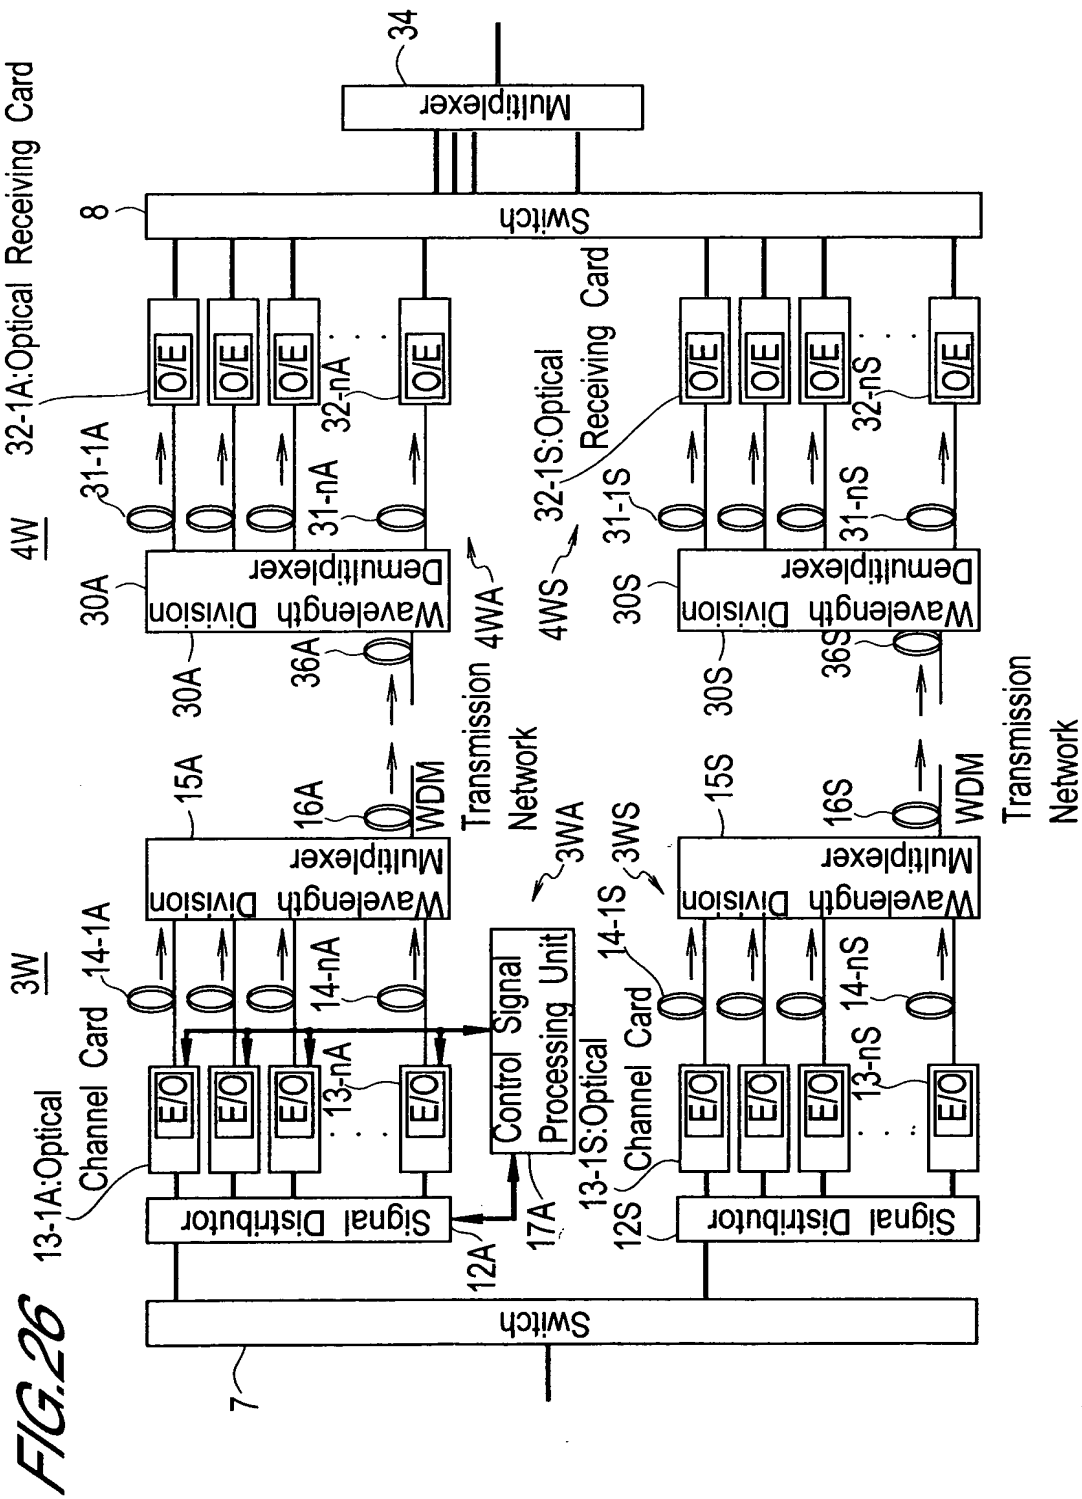 FIG.26
3W
4W
13-1A:Optical
Channel Card
14-1A
15A
30A
30A
31-1A
32-1A:Optical Receiving Card
8
34
7
Switch
Signal Distributor
12A
E/O
E/O
E/O
E/O
13-nA
14-nA
Wavelength Division
Multiplexer
16A
WDM
Transmission
Network
36A
Wavelength Division
Demultiplexer
31-nA
O/E
O/E
O/E
O/E
32-nA
Switch
Multiplexer
17A
Control Signal
Processing Unit
3WA
4WA
3WS
4WS
13-1S:Optical
Channel Card
12S
Signal Distributor
E/O
E/O
E/O
E/O
13-nS
14-1S
14-nS
15S
Wavelength Division
Multiplexer
16S
WDM
Transmission
Network
36S
30S
30S
Wavelength Division
Demultiplexer
31-1S
31-nS
32-1S:Optical
Receiving Card
O/E
O/E
O/E
O/E
32-nS